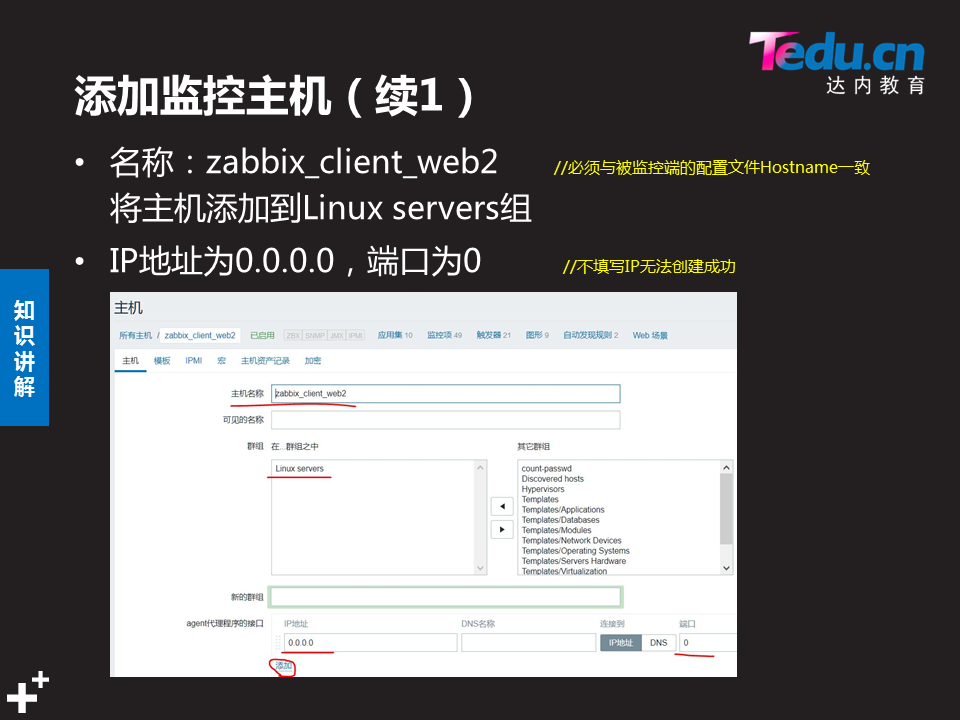 Tedu.cn
达内教育
添加监控主机（续1）
• 名称：zabbix_client_web2 //必须与被监控端的配置文件Hostname一致
将主机添加到Linux servers组
• IP地址为0.0.0.0，端口为0 //不填写IP无法创建成功
知识讲解
主机
所有主机 / zabbix_client_web2 已启用 ZBX SNMP JMX IPMI 应用集 10 监控项 49 触发器 21 图形 9 自动发现规则 2 Web 场景
主机 模板 IPMI 宏 主机资产记录 加密
主机名称 zabbix_client_web2
可见的名称
群组 在...群组之中 其它群组
Linux servers count-passwd
Discovered hosts
Hypervisors
Templates
Templates/Applications
Templates/Databases
Templates/Modules
Templates/Network Devices
Templates/Operating Systems
Templates/Servers Hardware
Templates/Virtualization
新的群组
agent代理程序的接口 IP地址 DNS名称 连接到 端口
0.0.0.0 IP地址 DNS 0
添加